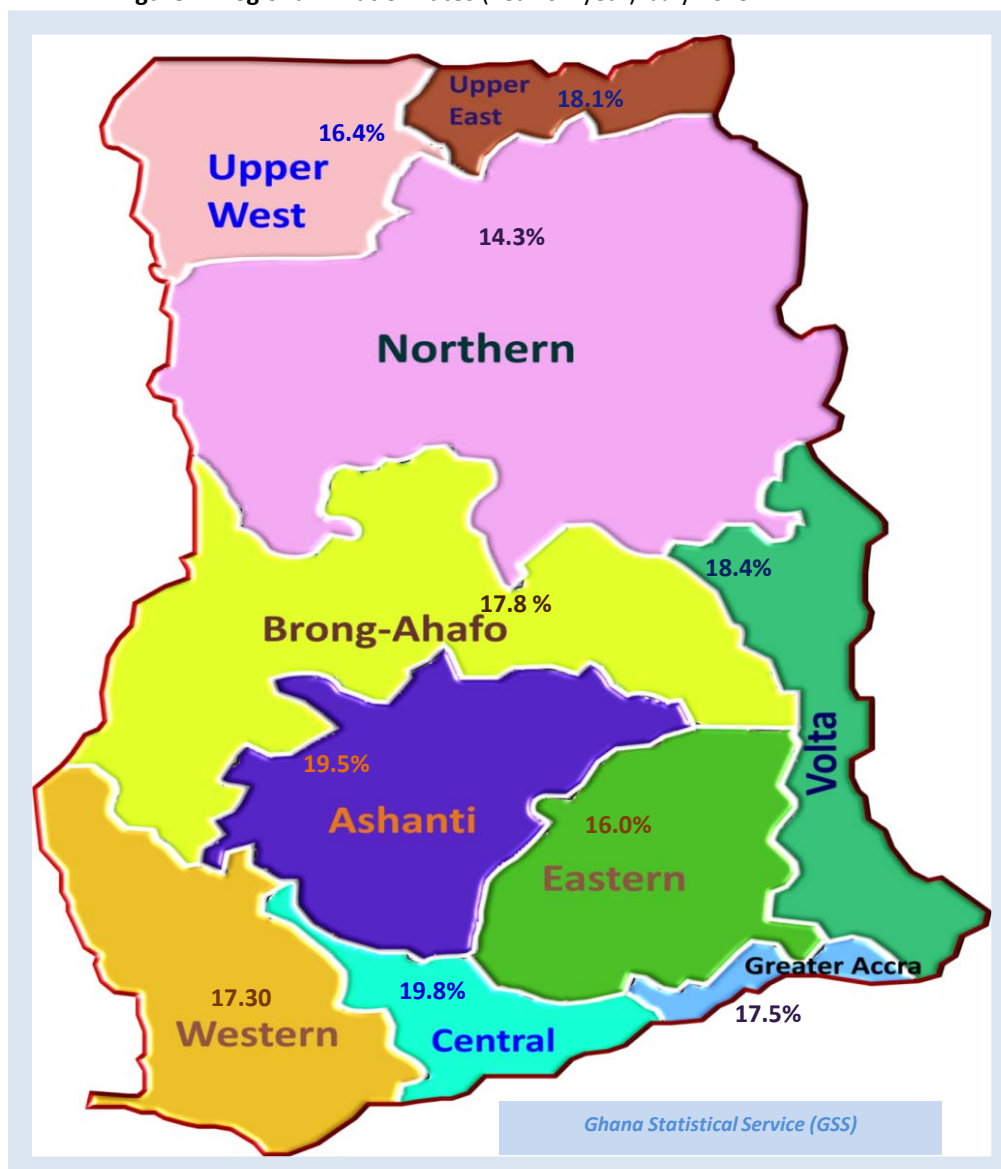 Upper
East
18.1%
16.4%
Upper
West
14.3%
Northern
18.4%
17.8 %
Brong-Ahafo
Volta
19.5%
Ashanti
16.0%
Eastern
Greater Accra
19.8%
17.30
17.5%
Western
Central
Ghana Statistical Service (GSS)